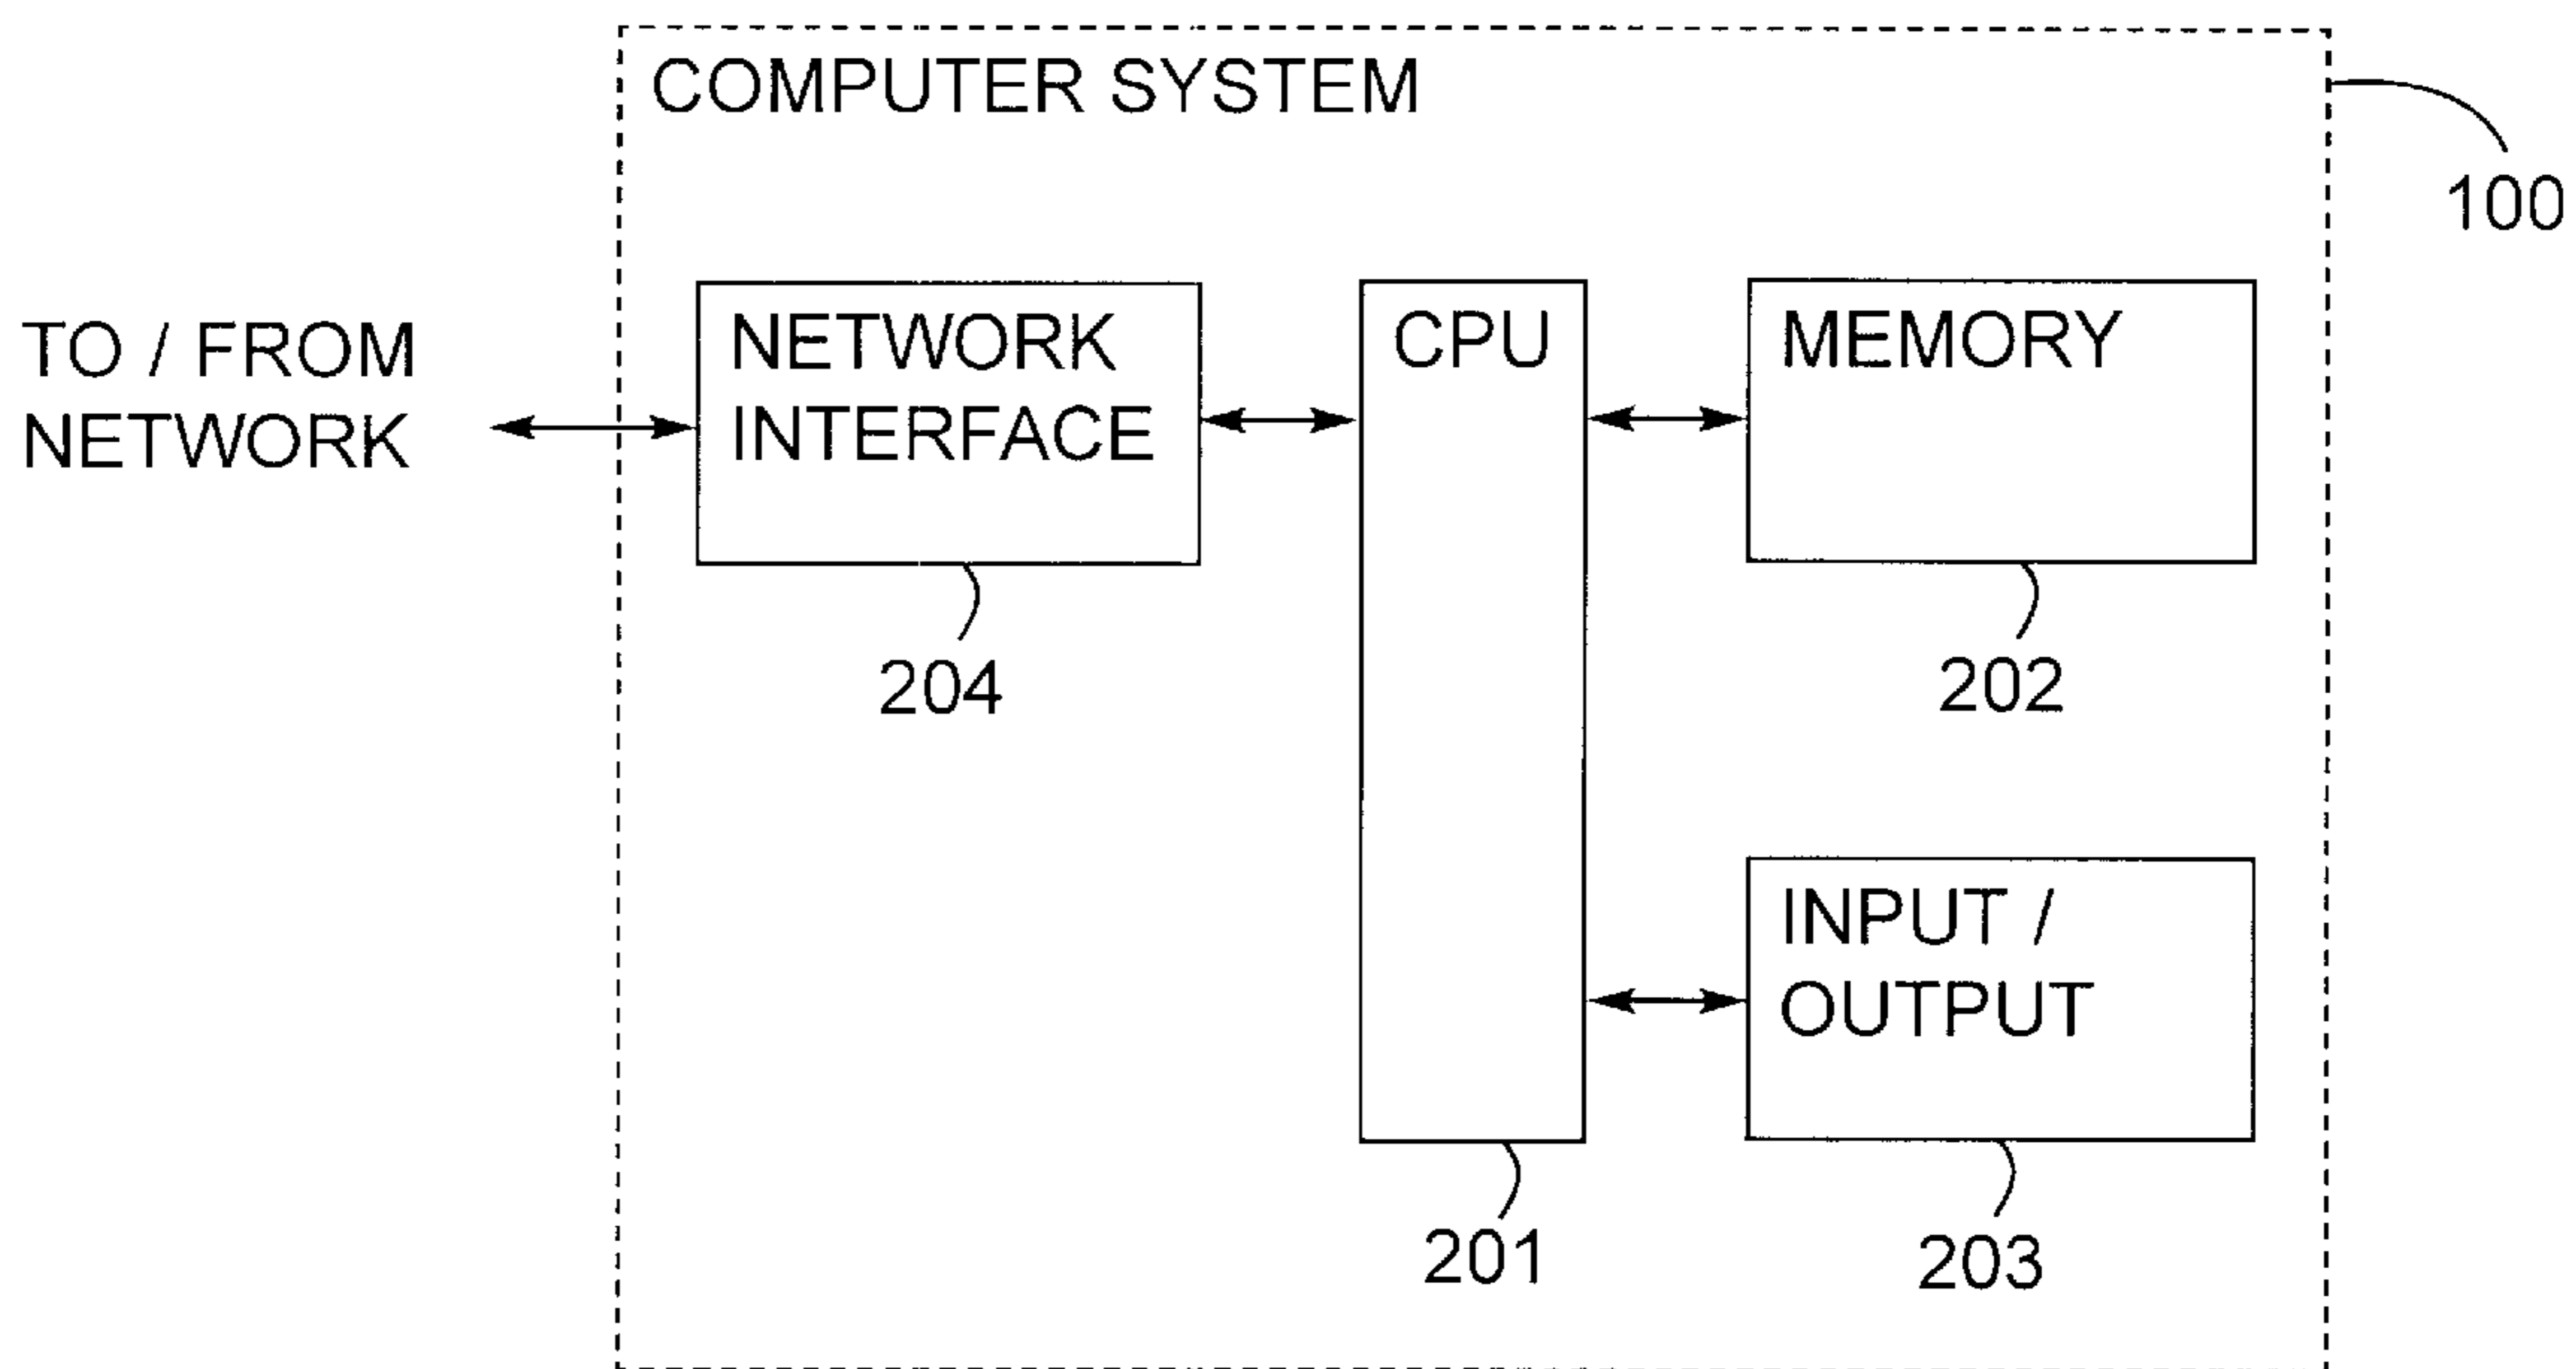 COMPUTER SYSTEM
100
TO / FROM
NETWORK
NETWORK
INTERFACE
204
CPU
201
MEMORY
202
INPUT /
OUTPUT
203